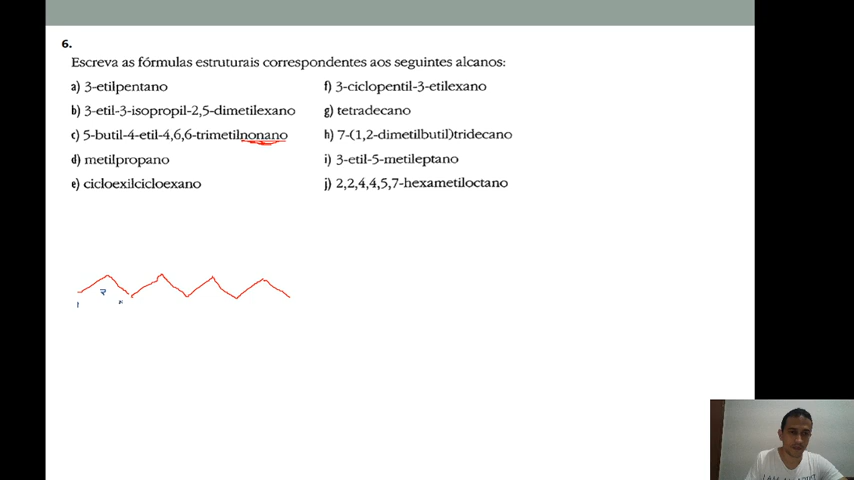 6.
Escreva as fórmulas estruturais correspondentes aos seguintes alcanos:
a) 3-etilpentano
b) 3-etil-3-isopropil-2,5-dimetilexano
c) 5-butil-4-etil-4,6,6-trimetilnonano
d) metilpropano
e) cicloexilcicloexano
f) 3-ciclopentil-3-etilexano
g) tetradecano
h) 7-(1,2-dimetilbutil)tridecano
i) 3-etil-5-metileptano
j) 2,2,4,4,5,7-hexametiloctano
1 2